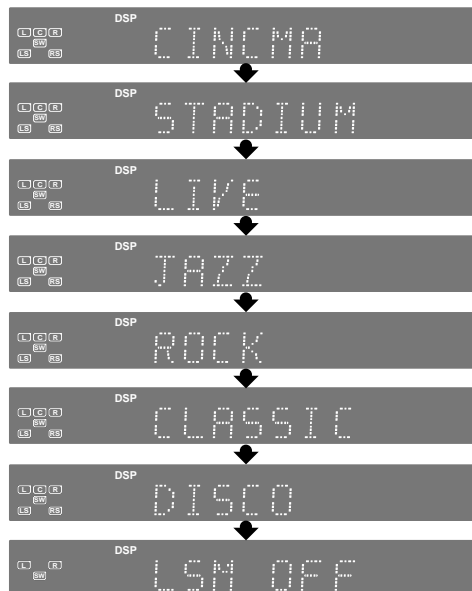 DSP
L C R
SW
LS RS
CINCMA
DSP
L C R
SW
LS RS
STADIUM
DSP
L C R
SW
LS RS
LIVE
DSP
L C R
SW
LS RS
JAZZ
DSP
L C R
SW
LS RS
ROCK
DSP
L C R
SW
LS RS
CLASSIC
DSP
L C R
SW
LS RS
DISCO
DSP
L R
SW
LSM OFF